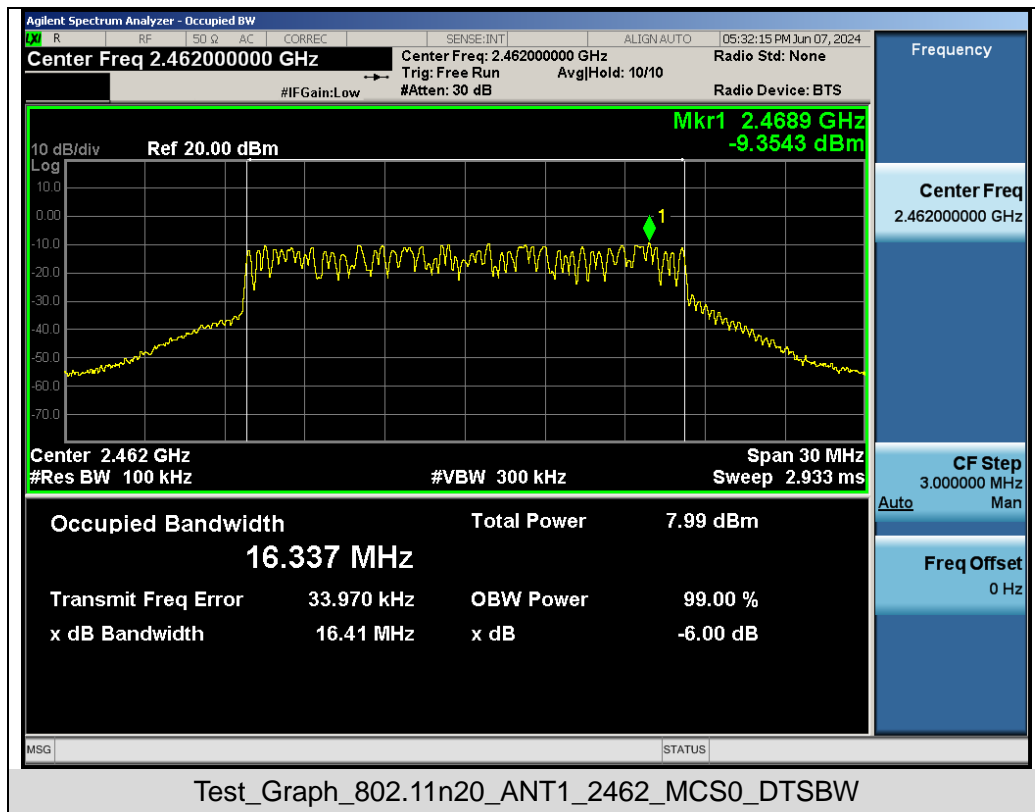 Agilent Spectrum Analyzer - Occupied BW
LXI R RF 50 Ω AC CORREC SENSE:INT ALIGN AUTO 05:32:15 PM Jun 07, 2024
Center Freq 2.462000000 GHz
Center Freq: 2.462000000 GHz Radio Std: None
Trig: Free Run Avg|Hold: 10/10
#IFGain:Low #Atten: 30 dB Radio Device: BTS
Frequency
Mkr1 2.4689 GHz
-9.3543 dBm
10 dB/div Ref 20.00 dBm
Log
10.0
0.00
-10.0
-20.0
-30.0
-40.0
-50.0
-60.0
-70.0
1
Center 2.462 GHz Span 30 MHz
#Res BW 100 kHz #VBW 300 kHz Sweep 2.933 ms
Occupied Bandwidth Total Power 7.99 dBm
16.337 MHz
Transmit Freq Error 33.970 kHz OBW Power 99.00 %
x dB Bandwidth 16.41 MHz x dB -6.00 dB
Center Freq
2.462000000 GHz
CF Step
3.000000 MHz
Auto Man
Freq Offset
0 Hz
MSG STATUS
Test_Graph_802.11n20_ANT1_2462_MCS0_DTSBW